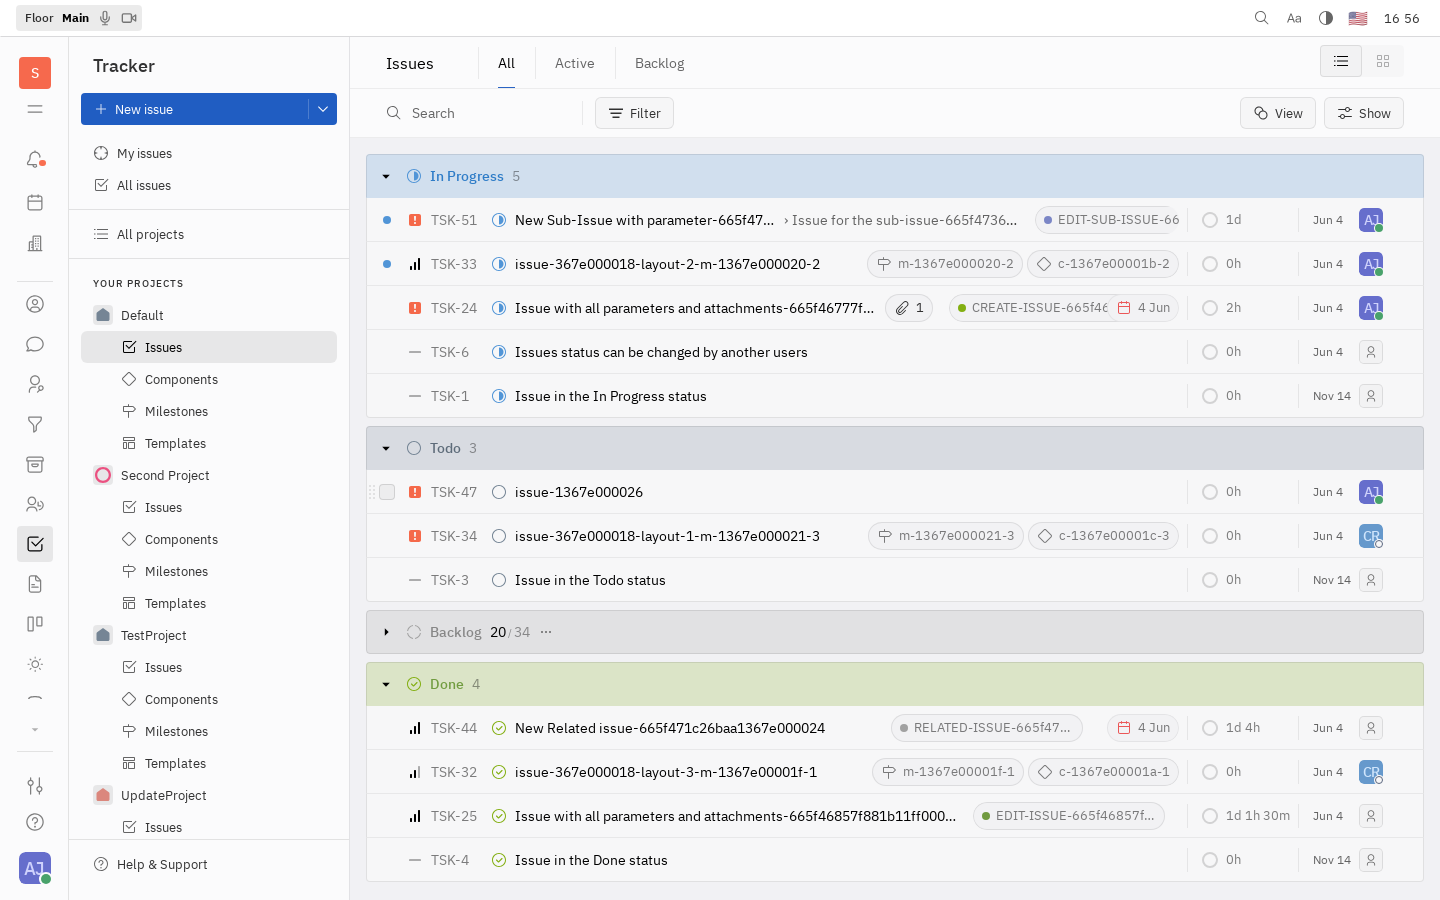 Floor Main
Aa
16 56
S
Tracker
New issue
My issues
All issues
All projects
YOUR PROJECTS
Default
Issues
Components
Milestones
Templates
Second Project
Issues
Components
Milestones
Templates
TestProject
Issues
Components
Milestones
Templates
UpdateProject
Issues
Help & Support
AJ
Issues All Active Backlog
Search Filter View Show
In Progress 5
TSK-51 New Sub-Issue with parameter-665f47... › Issue for the sub-issue-665f4736... EDIT-SUB-ISSUE-66 1d Jun 4 AJ
TSK-33 issue-367e000018-layout-2-m-1367e000020-2 m-1367e000020-2 c-1367e00001b-2 0h Jun 4 AJ
TSK-24 Issue with all parameters and attachments-665f46777f... 1 CREATE-ISSUE-665f46 4 Jun 2h Jun 4 AJ
TSK-6 Issues status can be changed by another users 0h Jun 4
TSK-1 Issue in the In Progress status 0h Nov 14
Todo 3
TSK-47 issue-1367e000026 0h Jun 4 AJ
TSK-34 issue-367e000018-layout-1-m-1367e000021-3 m-1367e000021-3 c-1367e00001c-3 0h Jun 4 CR
TSK-3 Issue in the Todo status 0h Nov 14
Backlog 20/34 ...
Done 4
TSK-44 New Related issue-665f471c26baa1367e000024 RELATED-ISSUE-665f47... 4 Jun 1d 4h Jun 4
TSK-32 issue-367e000018-layout-3-m-1367e00001f-1 m-1367e00001f-1 c-1367e00001a-1 0h Jun 4 CR
TSK-25 Issue with all parameters and attachments-665f46857f881b11ff000... EDIT-ISSUE-665f46857f... 1d 1h 30m Jun 4
TSK-4 Issue in the Done status 0h Nov 14